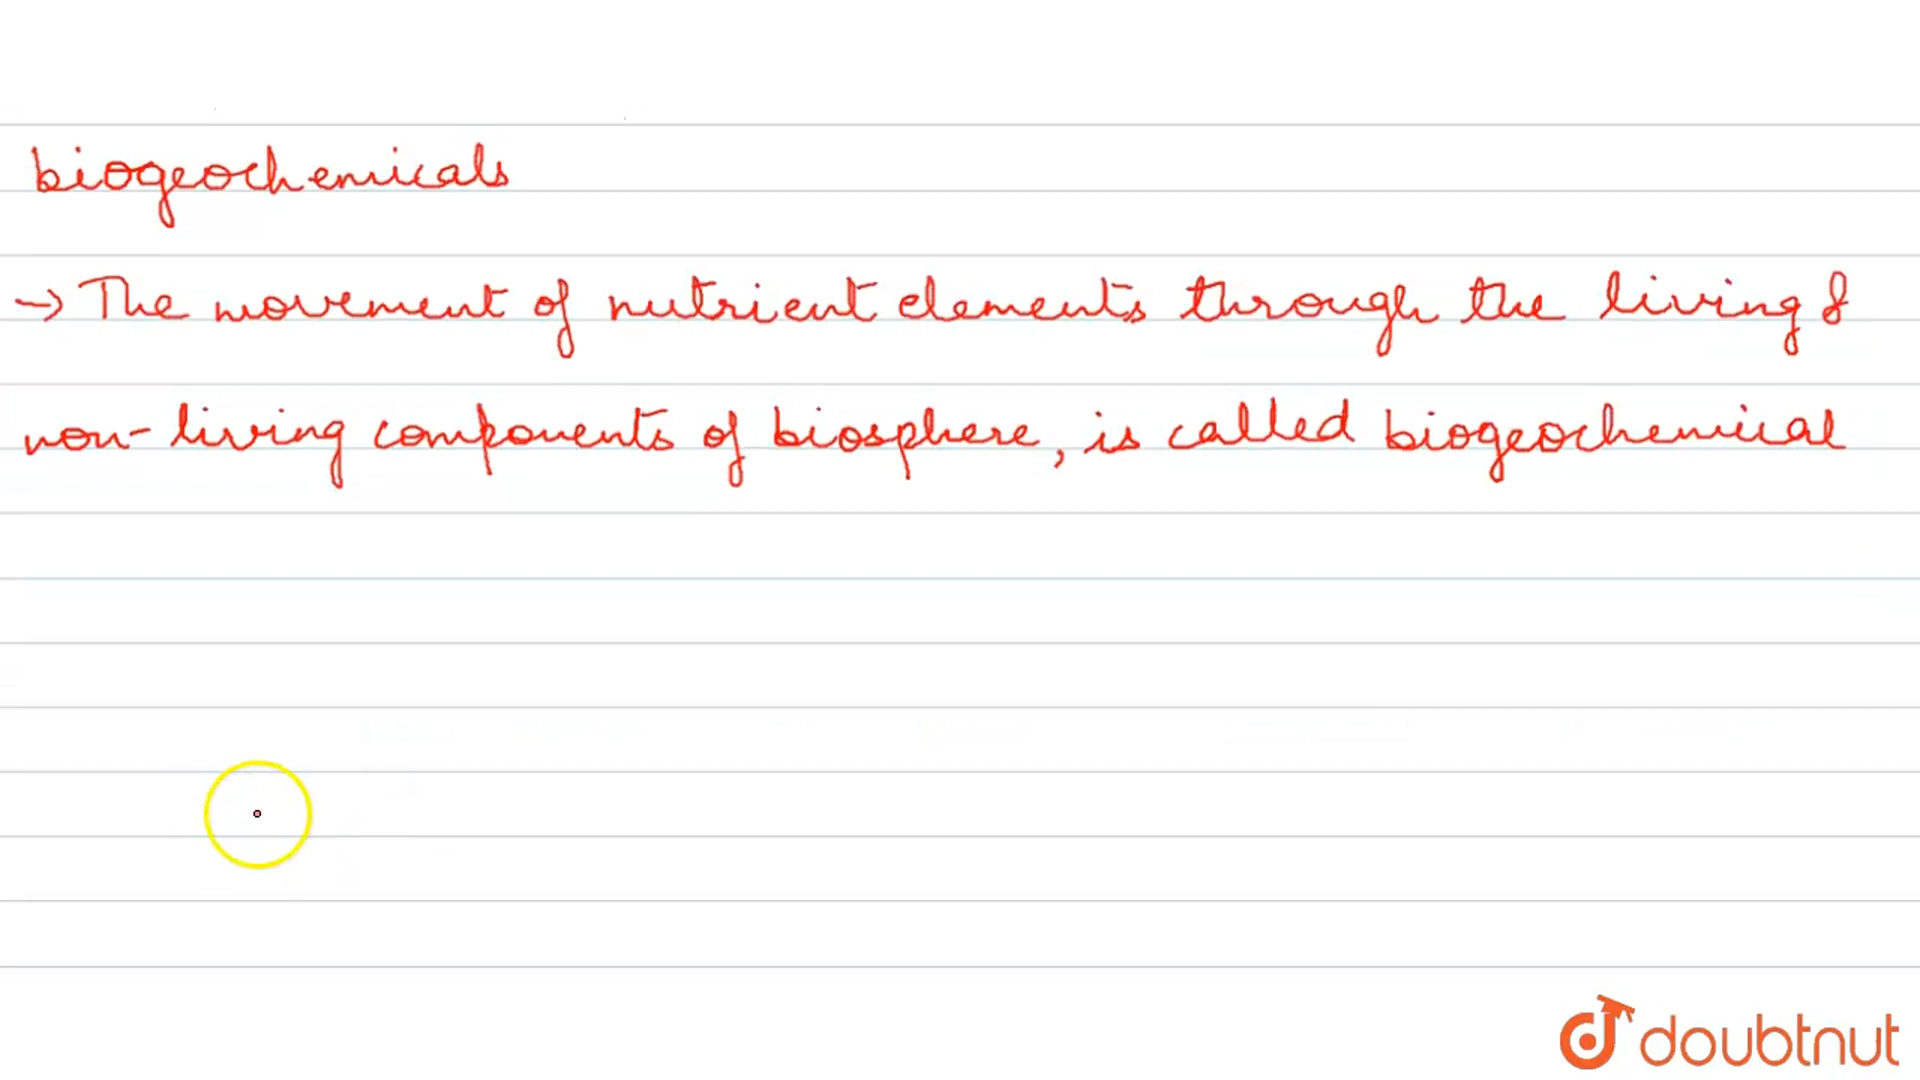 biogeochemicals
→ The movement of nutrient elements through the living &
non-living components of biosphere, is called biogeochemical
doubtnut